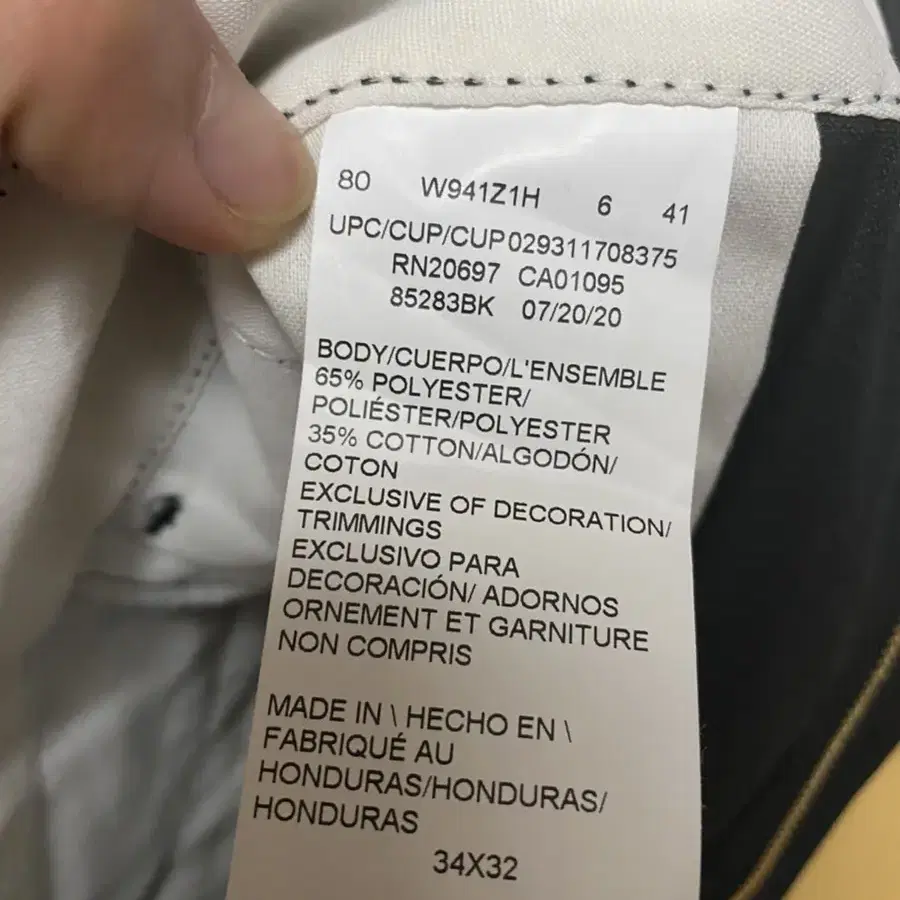 80 W941Z1H 6 41
UPC/CUP/CUP029311708375
RN20697 CA01095
85283BK 07/20/20
BODY/CUERPO/L'ENSEMBLE
65% POLYESTER/
POLIÉSTER/POLYESTER
35% COTTON/ALGODÓN/
COTON
EXCLUSIVE OF DECORATION/
TRIMMINGS
EXCLUSIVO PARA
DECORACIÓN/ ADORNOS
ORNEMENT ET GARNITURE
NON COMPRIS
MADE IN \ HECHO EN \
FABRIQUÉ AU
HONDURAS/HONDURAS/
HONDURAS
34X32